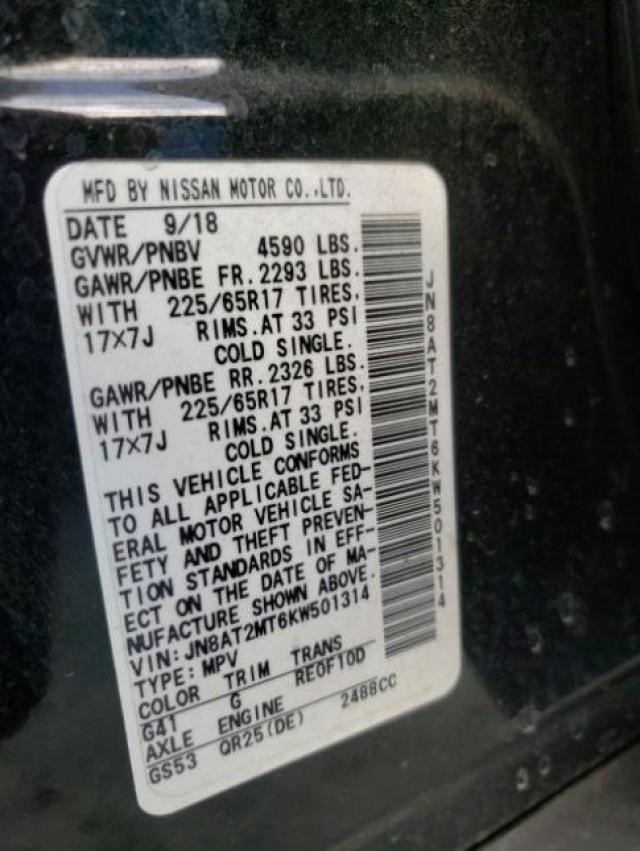 MFD BY NISSAN MOTOR CO.,LTD.
DATE 9/18
GVWR/PNBV 4590 LBS.
GAWR/PNBE FR. 2293 LBS.
WITH 225/65R17 TIRES,
17X7J RIMS. AT 33 PSI
COLD SINGLE.
GAWR/PNBE RR. 2326 LBS.
WITH 225/65R17 TIRES,
17X7J RIMS. AT 33 PSI
COLD SINGLE.
THIS VEHICLE CONFORMS
TO ALL APPLICABLE FED-
ERAL MOTOR VEHICLE SA-
FETY AND THEFT PREVEN-
TION STANDARDS IN EFF-
ECT ON THE DATE OF MA-
NUFACTURE SHOWN ABOVE.
VIN: JN8AT2MT6KW501314
TYPE: MPV
COLOR TRIM TRANS
G41 G RE0F10D
AXLE ENGINE
GS53 QR25(DE) 2488CC
JN8AT2MT6KW501314